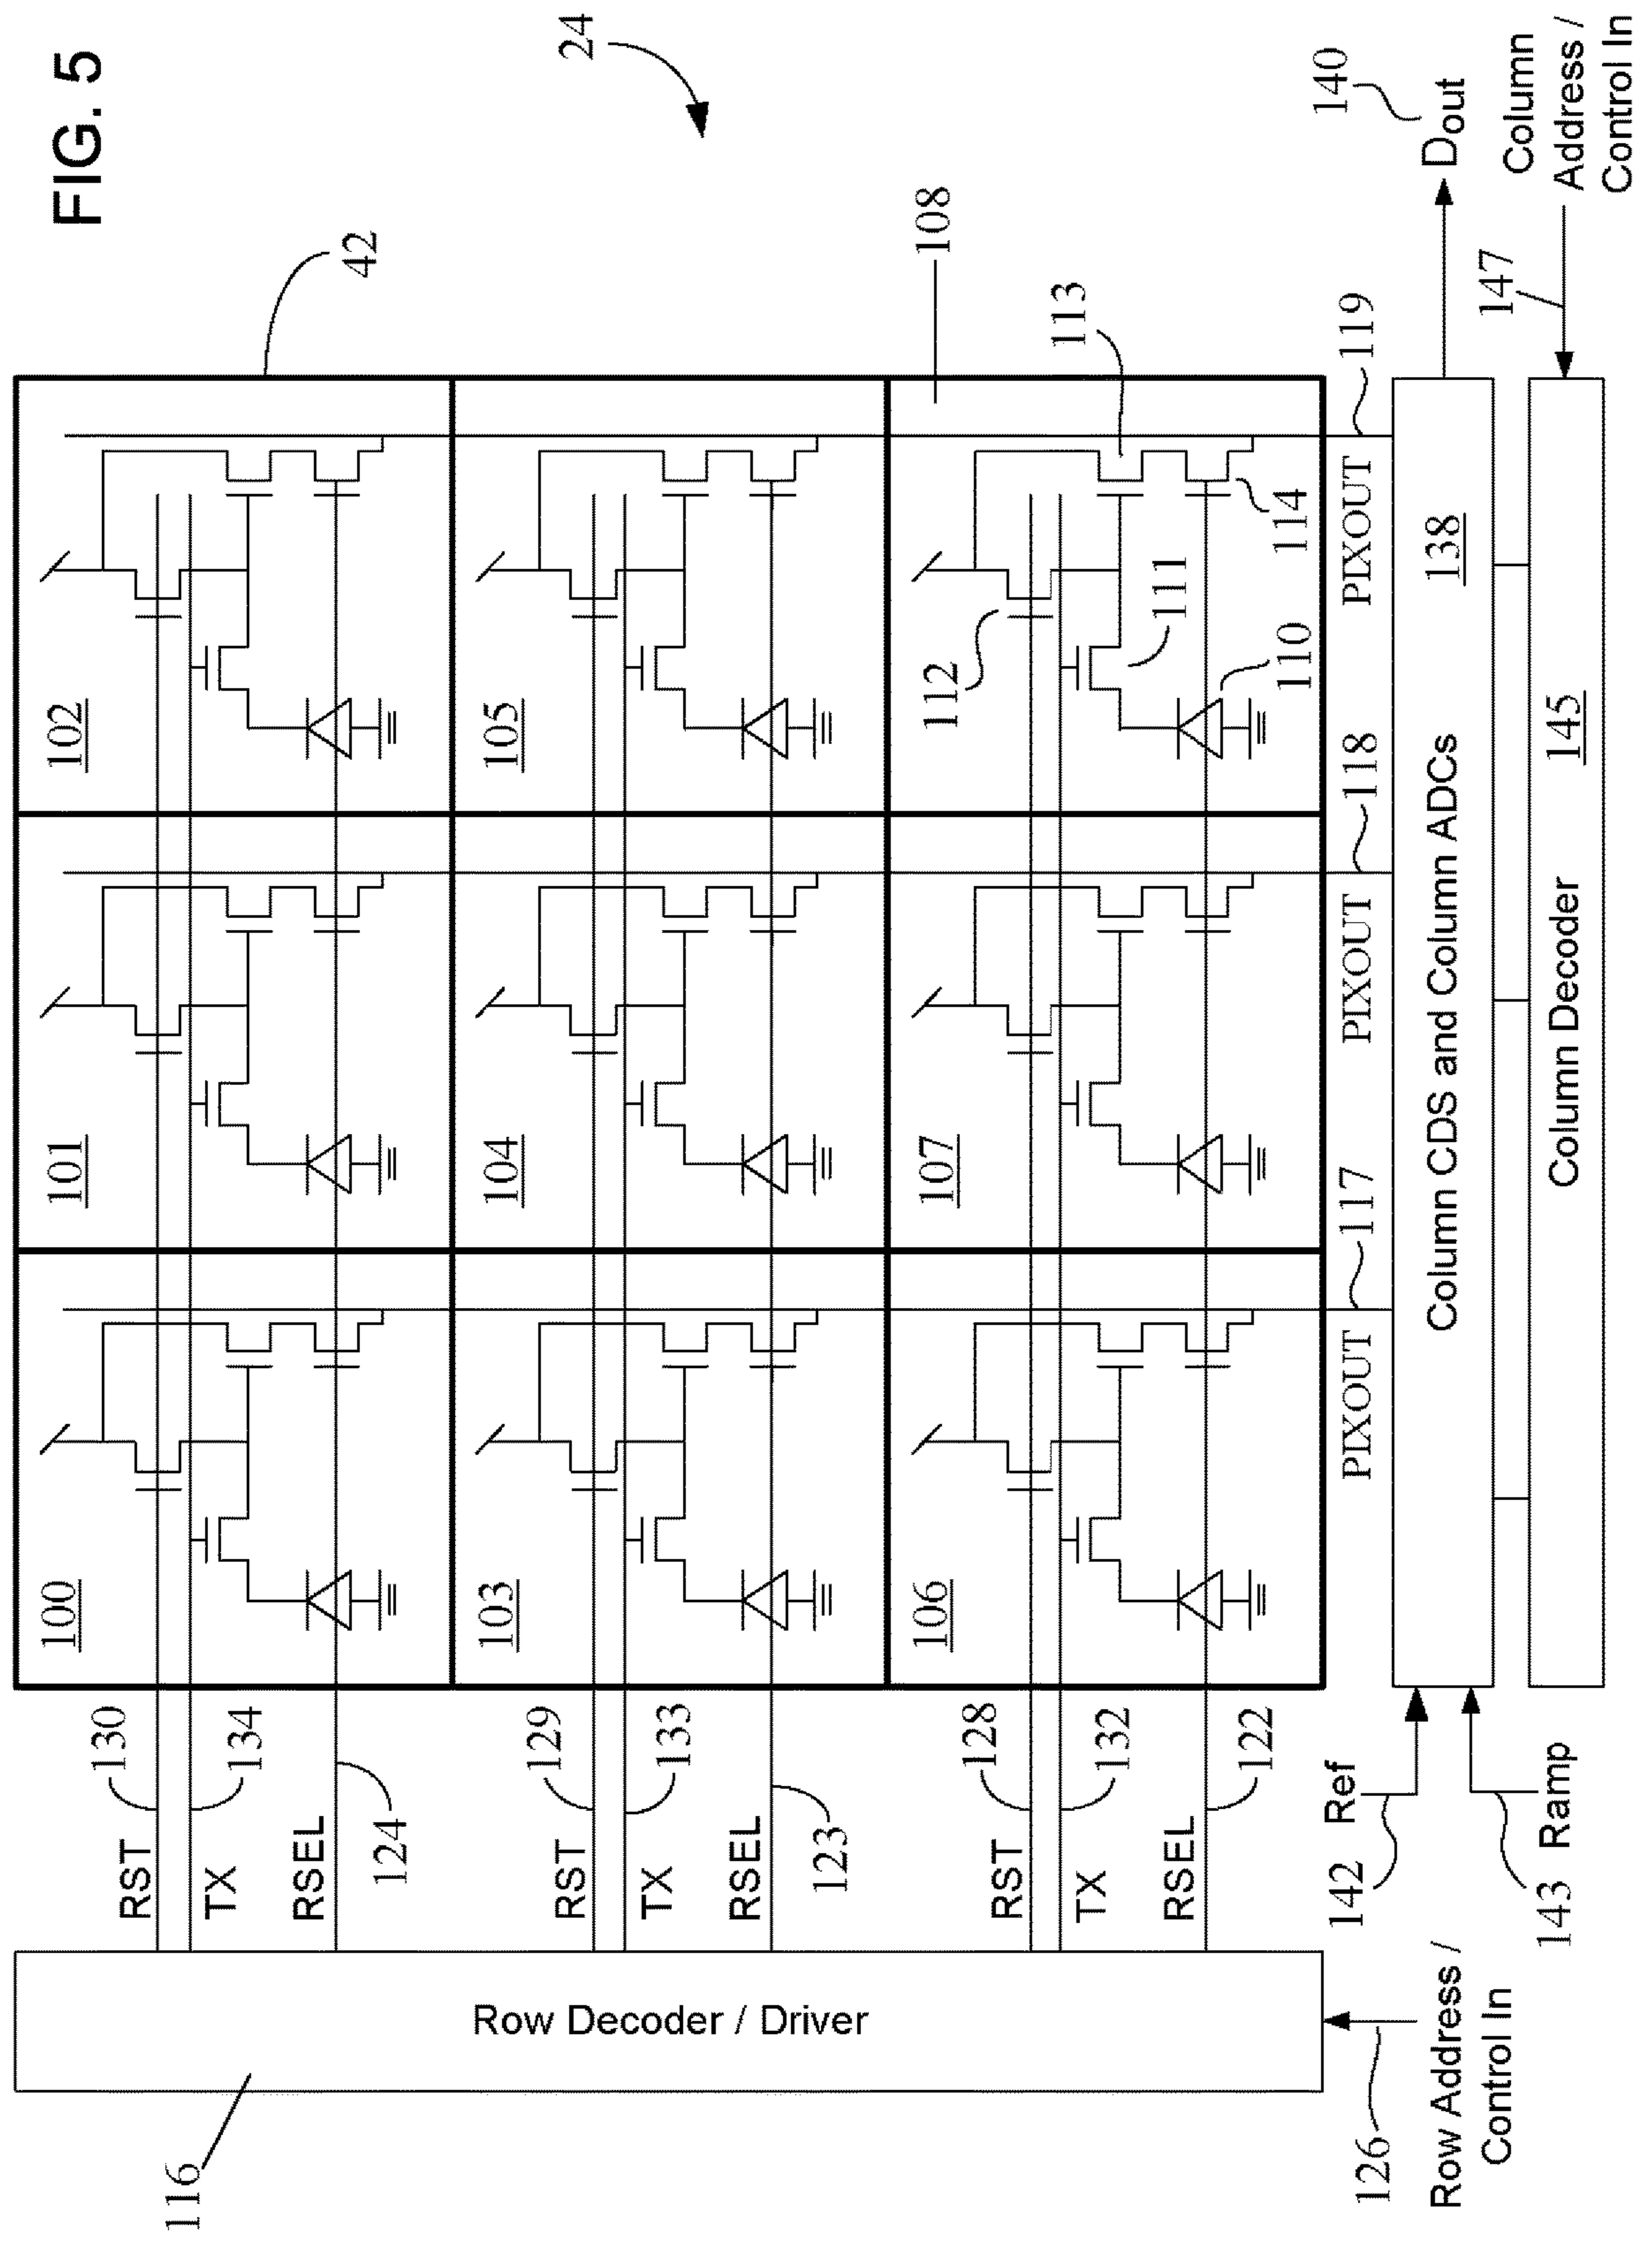 FIG. 5
24
42
100
101
102
103
104
105
106
107
108
110
111
112
113
114
RST
130
TX
134
RSEL
124
RST
129
TX
133
RSEL
123
RST
128
TX
132
RSEL
122
116
Row Decoder / Driver
126
Row Address /
Control In
PIXOUT
117
PIXOUT
118
PIXOUT
119
142
Ref
143
Ramp
Column CDS and Column ADCs
138
Column Decoder
145
140
Dout
147
Column
Address /
Control In